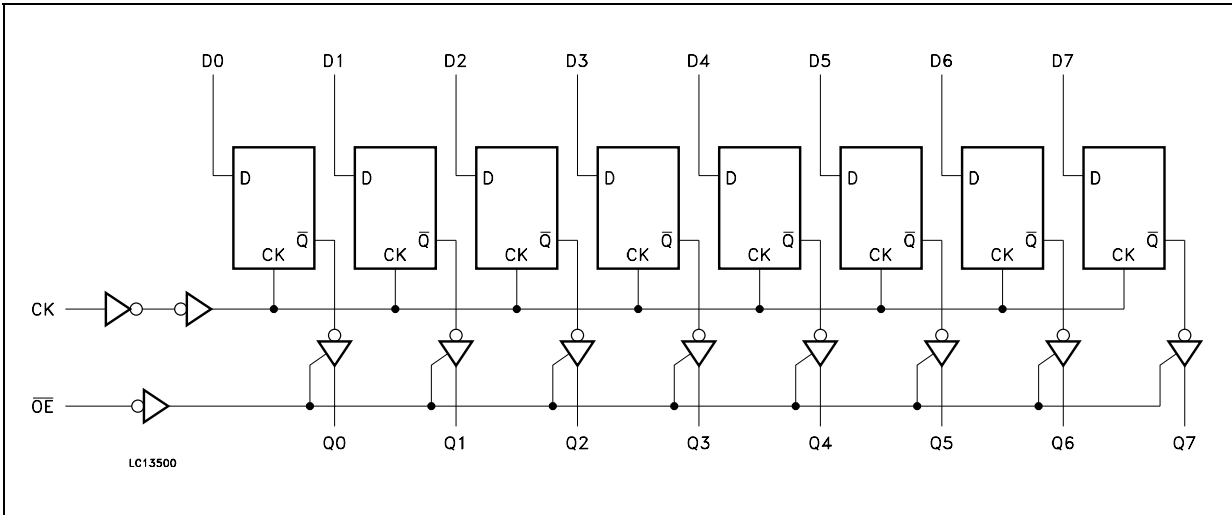 D0 D1 D2 D3 D4 D5 D6 D7
D D D D D D D D
Q̅ Q̅ Q̅ Q̅ Q̅ Q̅ Q̅ Q̅
CK CK CK CK CK CK CK CK
CK
O̅E̅
Q0 Q1 Q2 Q3 Q4 Q5 Q6 Q7
LC13500